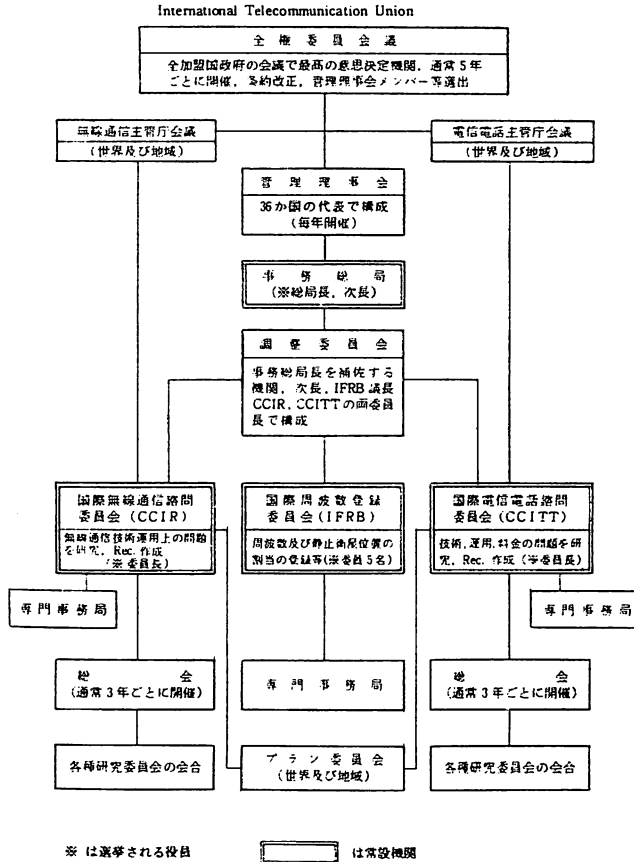 International Telecommunication Union
全権委員会議
全加盟国政府の会議で最高の意思決定機関，通常5年
ごとに開催，条約改正，管理理事会メンバー等選出
無線通信主管庁会議
(世界及び地域)
電信電話主管庁会議
(世界及び地域)
管理理事会
36か国の代表で構成
(毎年開催)
事務総局
(※総局長，次長)
調整委員会
事務総局長を補佐する
機関，次長，IFRB議長
CCIR，CCITTの両委員
長で構成
国際無線通信諮問
委員会(CCIR)
無線通信技術運用上の問題
を研究，Rec. 作成
(※委員長)
国際周波数登録
委員会(IFRB)
周波数及び静止衛星位置の
割当の登録等(※委員5名)
国際電信電話諮問
委員会(CCITT)
技術，運用，料金の問題を研
究，Rec. 作成 (※委員長)
専門事務局
専門事務局
総会
(通常3年ごとに開催)
専門事務局
総会
(通常3年ごとに開催)
各種研究委員会の会合
プラン委員会
(世界及び地域)
各種研究委員会の会合
※ は選挙される役員
は常設機関